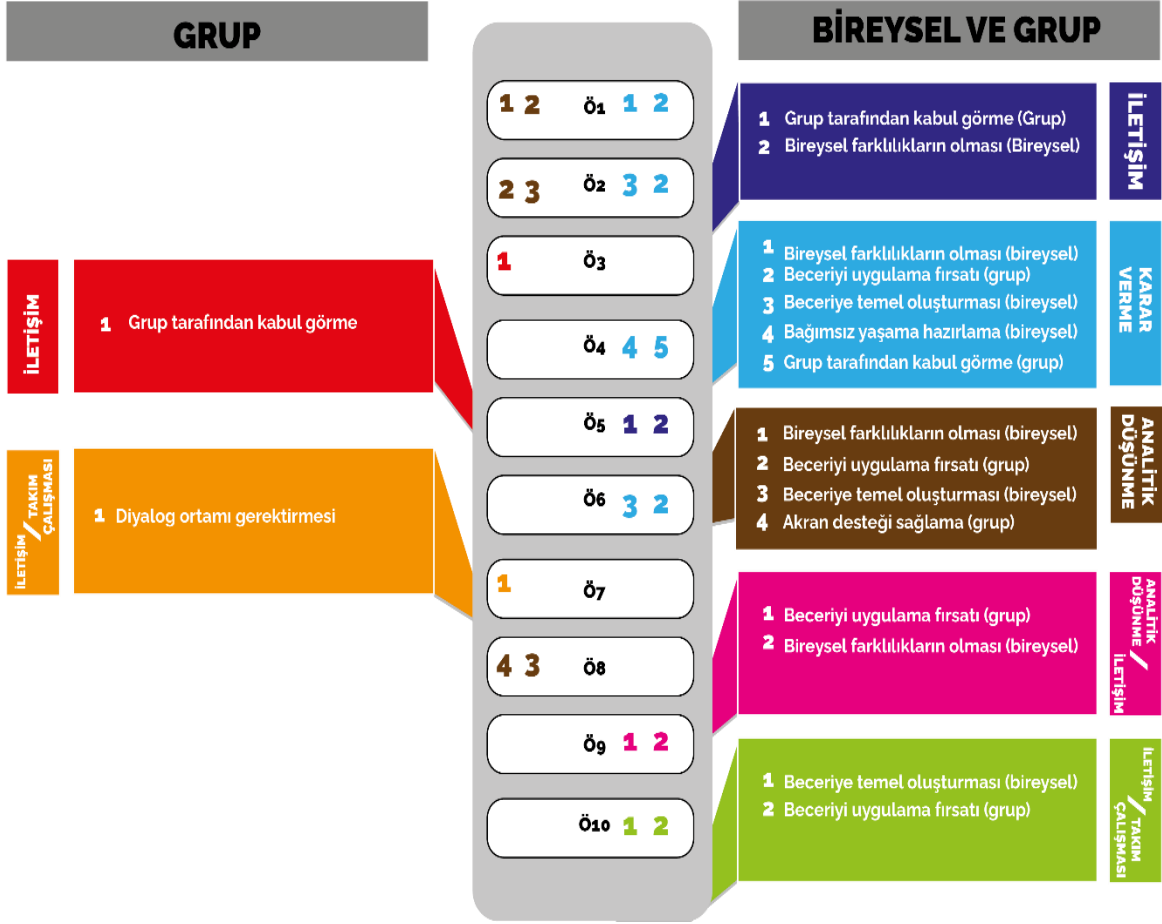 GRUP
İLETİŞİM
1 Grup tarafından kabul görme
İLETİŞİM / TAKIM ÇALIŞMASI
1 Diyalog ortamı gerektirmesi
1 2 Ö1 1 2
2 3 Ö2 3 2
1 Ö3
Ö4 4 5
Ö5 1 2
Ö6 3 2
1 Ö7
4 3 Ö8
Ö9 1 2
Ö10 1 2
BİREYSEL VE GRUP
1 Grup tarafından kabul görme (Grup)
2 Bireysel farklılıkların olması (Bireysel)
İLETİŞİM
1 Bireysel farklılıkların olması (bireysel)
2 Beceriyi uygulama fırsatı (grup)
3 Beceriye temel oluşturması (bireysel)
4 Bağımsız yaşama hazırlama (bireysel)
5 Grup tarafından kabul görme (grup)
KARAR
VERME
1 Bireysel farklılıkların olması (bireysel)
2 Beceriyi uygulama fırsatı (grup)
3 Beceriye temel oluşturması (bireysel)
4 Akran desteği sağlama (grup)
ANALİTİK
DÜŞÜNME
1 Beceriyi uygulama fırsatı (grup)
2 Bireysel farklılıkların olması (bireysel)
ANALİTİK
DÜŞÜNME / İLETİŞİM
1 Beceriye temel oluşturması (bireysel)
2 Beceriyi uygulama fırsatı (grup)
İLETİŞİM / TAKIM
ÇALIŞMASI